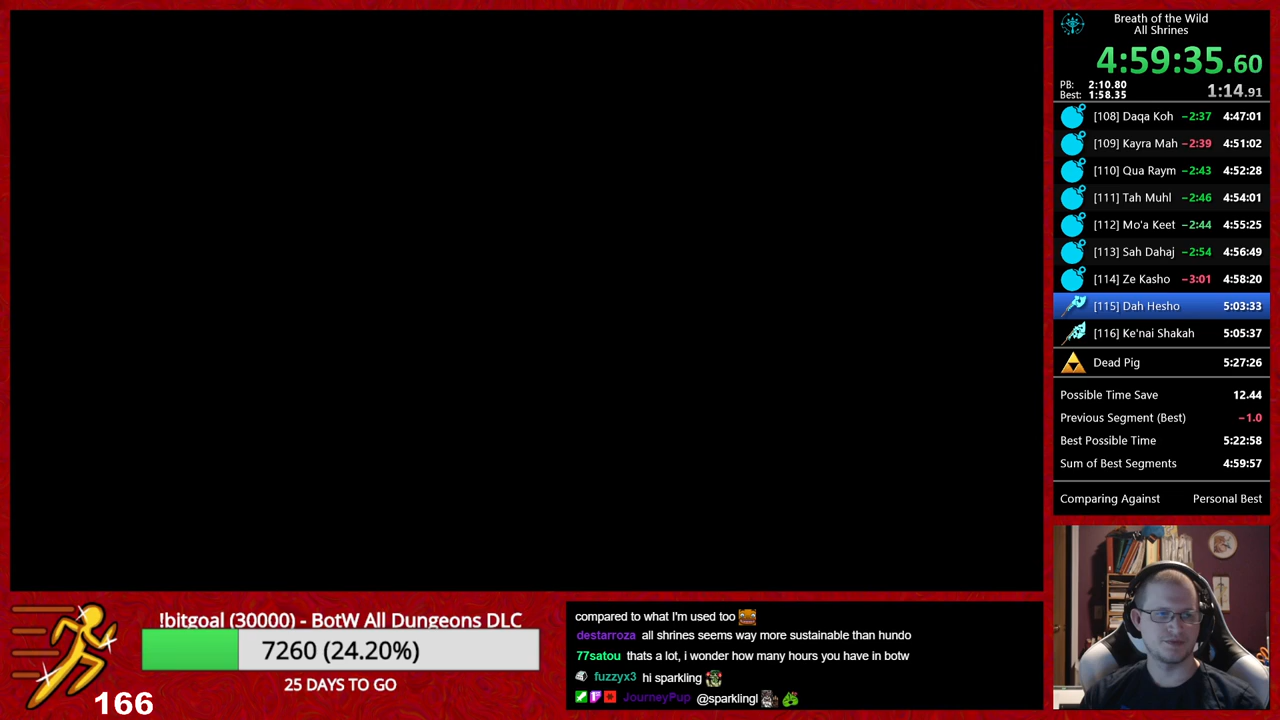 Breath of the Wild
All Shrines
4:59:35.60
PB: 2:10.80
Best: 1:58.35
1:14.91
[108] Daqa Koh −2:37 4:47:01
[109] Kayra Mah −2:39 4:51:02
[110] Qua Raym −2:43 4:52:28
[111] Tah Muhl −2:46 4:54:01
[112] Mo'a Keet −2:44 4:55:25
[113] Sah Dahaj −2:54 4:56:49
[114] Ze Kasho −3:01 4:58:20
[115] Dah Hesho 5:03:33
[116] Ke'nai Shakah 5:05:37
Dead Pig 5:27:26
Possible Time Save 12.44
Previous Segment (Best) −1.0
Best Possible Time 5:22:58
Sum of Best Segments 4:59:57
Comparing Against Personal Best
166
!bitgoal (30000) - BotW All Dungeons DLC
7260 (24.20%)
25 DAYS TO GO
compared to what I'm used too
destarroza all shrines seems way more sustainable than hundo
77satou thats a lot, i wonder how many hours you have in botw
fuzzyx3 hi sparkling
JourneyPup @sparklingl